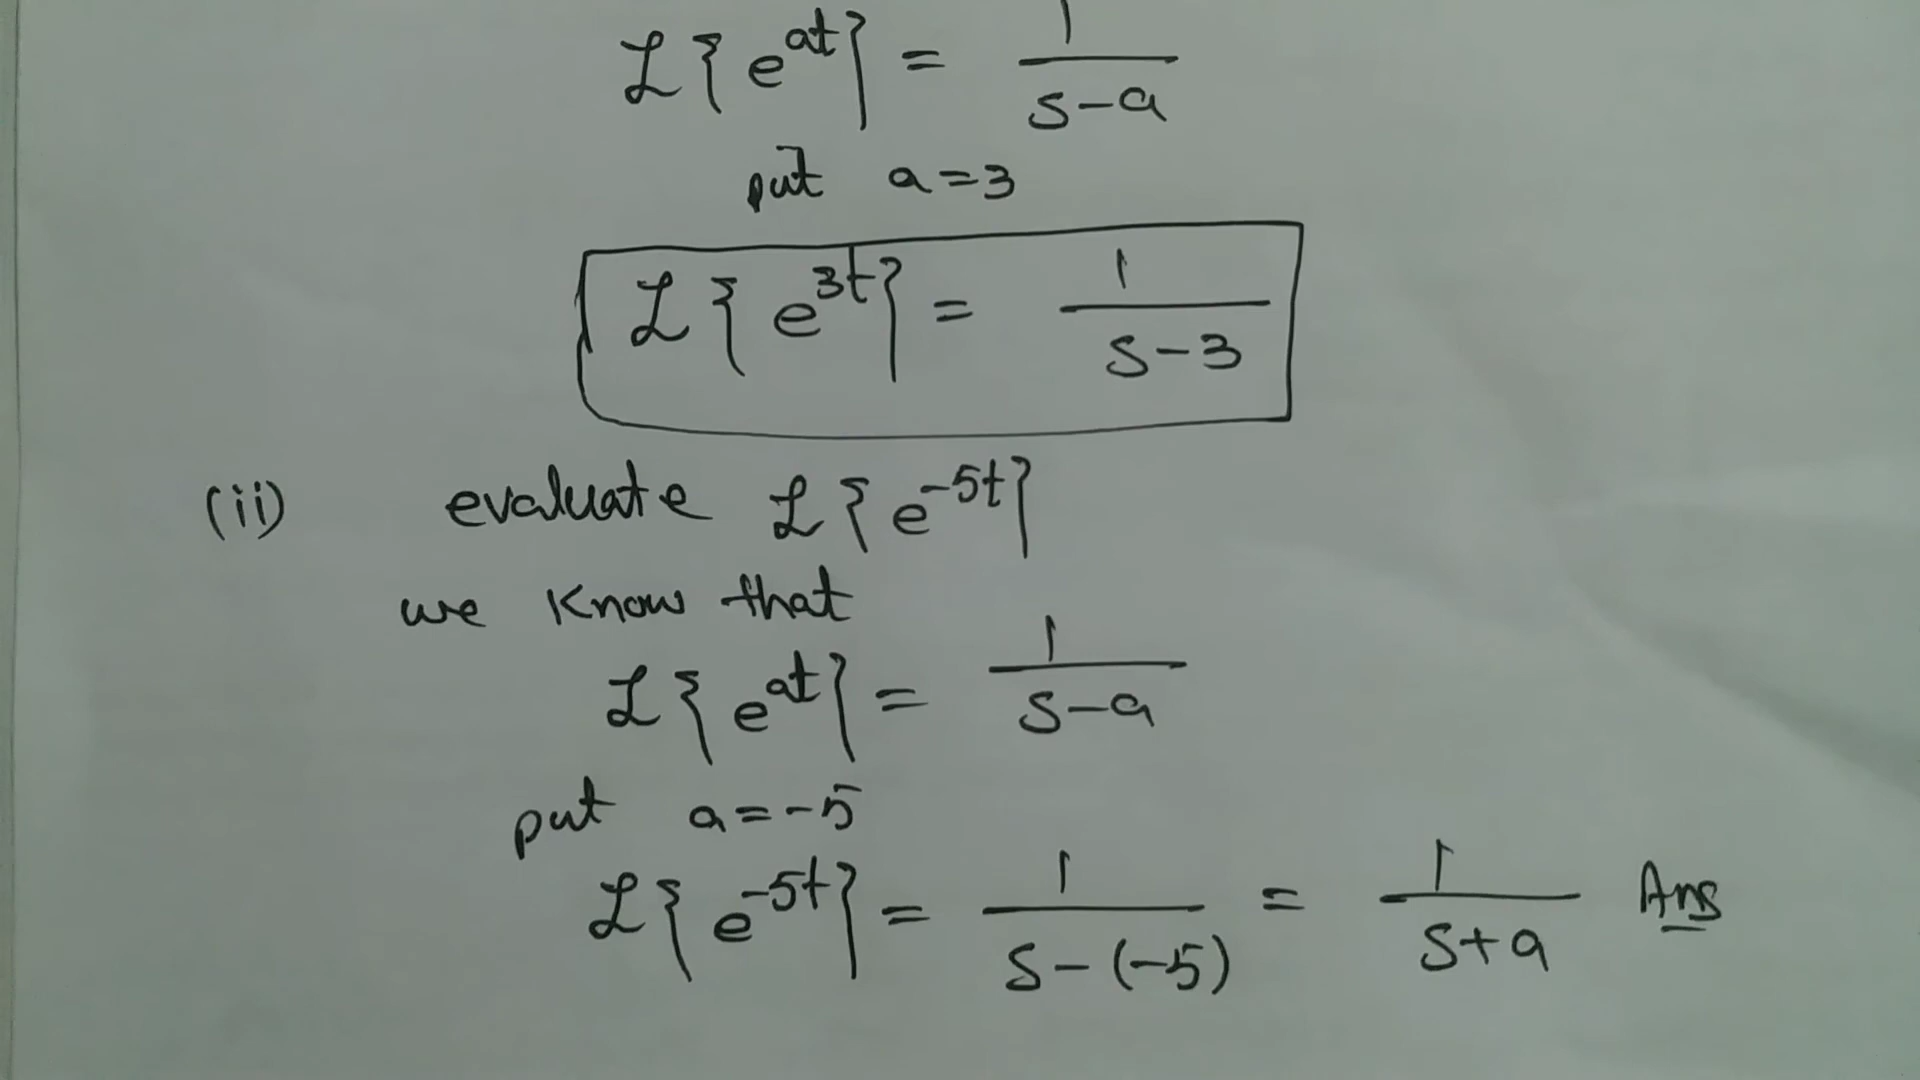 ℒ{e^at} = 1/(s-a)
put a=3
ℒ{e^3t} = 1/(s-3)
(ii) evaluate ℒ{e^-5t}
we know that
ℒ{e^at} = 1/(s-a)
put a=-5
ℒ{e^-5t} = 1/(s-(-5)) = 1/(s+a) Ans